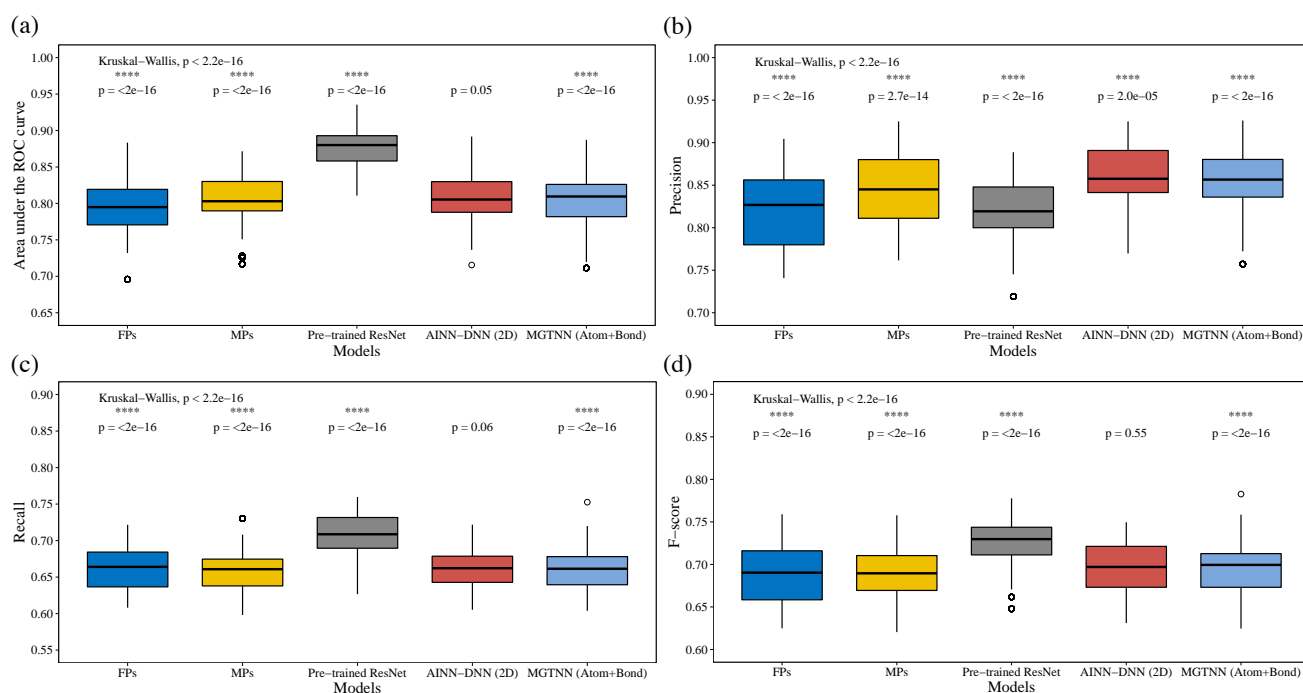 (a)
Kruskal−Wallis, p < 2.2e−16
**** **** **** ****
p = <2e−16 p = <2e−16 p = <2e−16 p = 0.05 p = <2e−16
1.00
0.95
0.90
0.85
0.80
0.75
0.70
0.65
Area under the ROC curve
FPs MPs Pre−trained ResNet AINN−DNN (2D) MGTNN (Atom+Bond)
Models
(b)
Kruskal−Wallis, p < 2.2e−16
**** **** **** **** ****
p = < 2e−16 p = 2.7e−14 p = < 2e−16 p = 2.0e−05 p = < 2e−16
1.00
0.95
0.90
0.85
0.80
0.75
0.70
Precision
FPs MPs Pre−trained ResNet AINN−DNN (2D) MGTNN (Atom+Bond)
Models
(c)
Kruskal−Wallis, p < 2.2e−16
**** **** **** ****
p = <2e−16 p = <2e−16 p = <2e−16 p = 0.06 p = <2e−16
0.90
0.85
0.80
0.75
0.70
0.65
0.60
0.55
Recall
FPs MPs Pre−trained ResNet AINN−DNN (2D) MGTNN (Atom+Bond)
Models
(d)
Kruskal−Wallis, p < 2.2e−16
**** **** **** ****
p = <2e−16 p = <2e−16 p = <2e−16 p = 0.55 p = <2e−16
0.90
0.85
0.80
0.75
0.70
0.65
0.60
F−score
FPs MPs Pre−trained ResNet AINN−DNN (2D) MGTNN (Atom+Bond)
Models